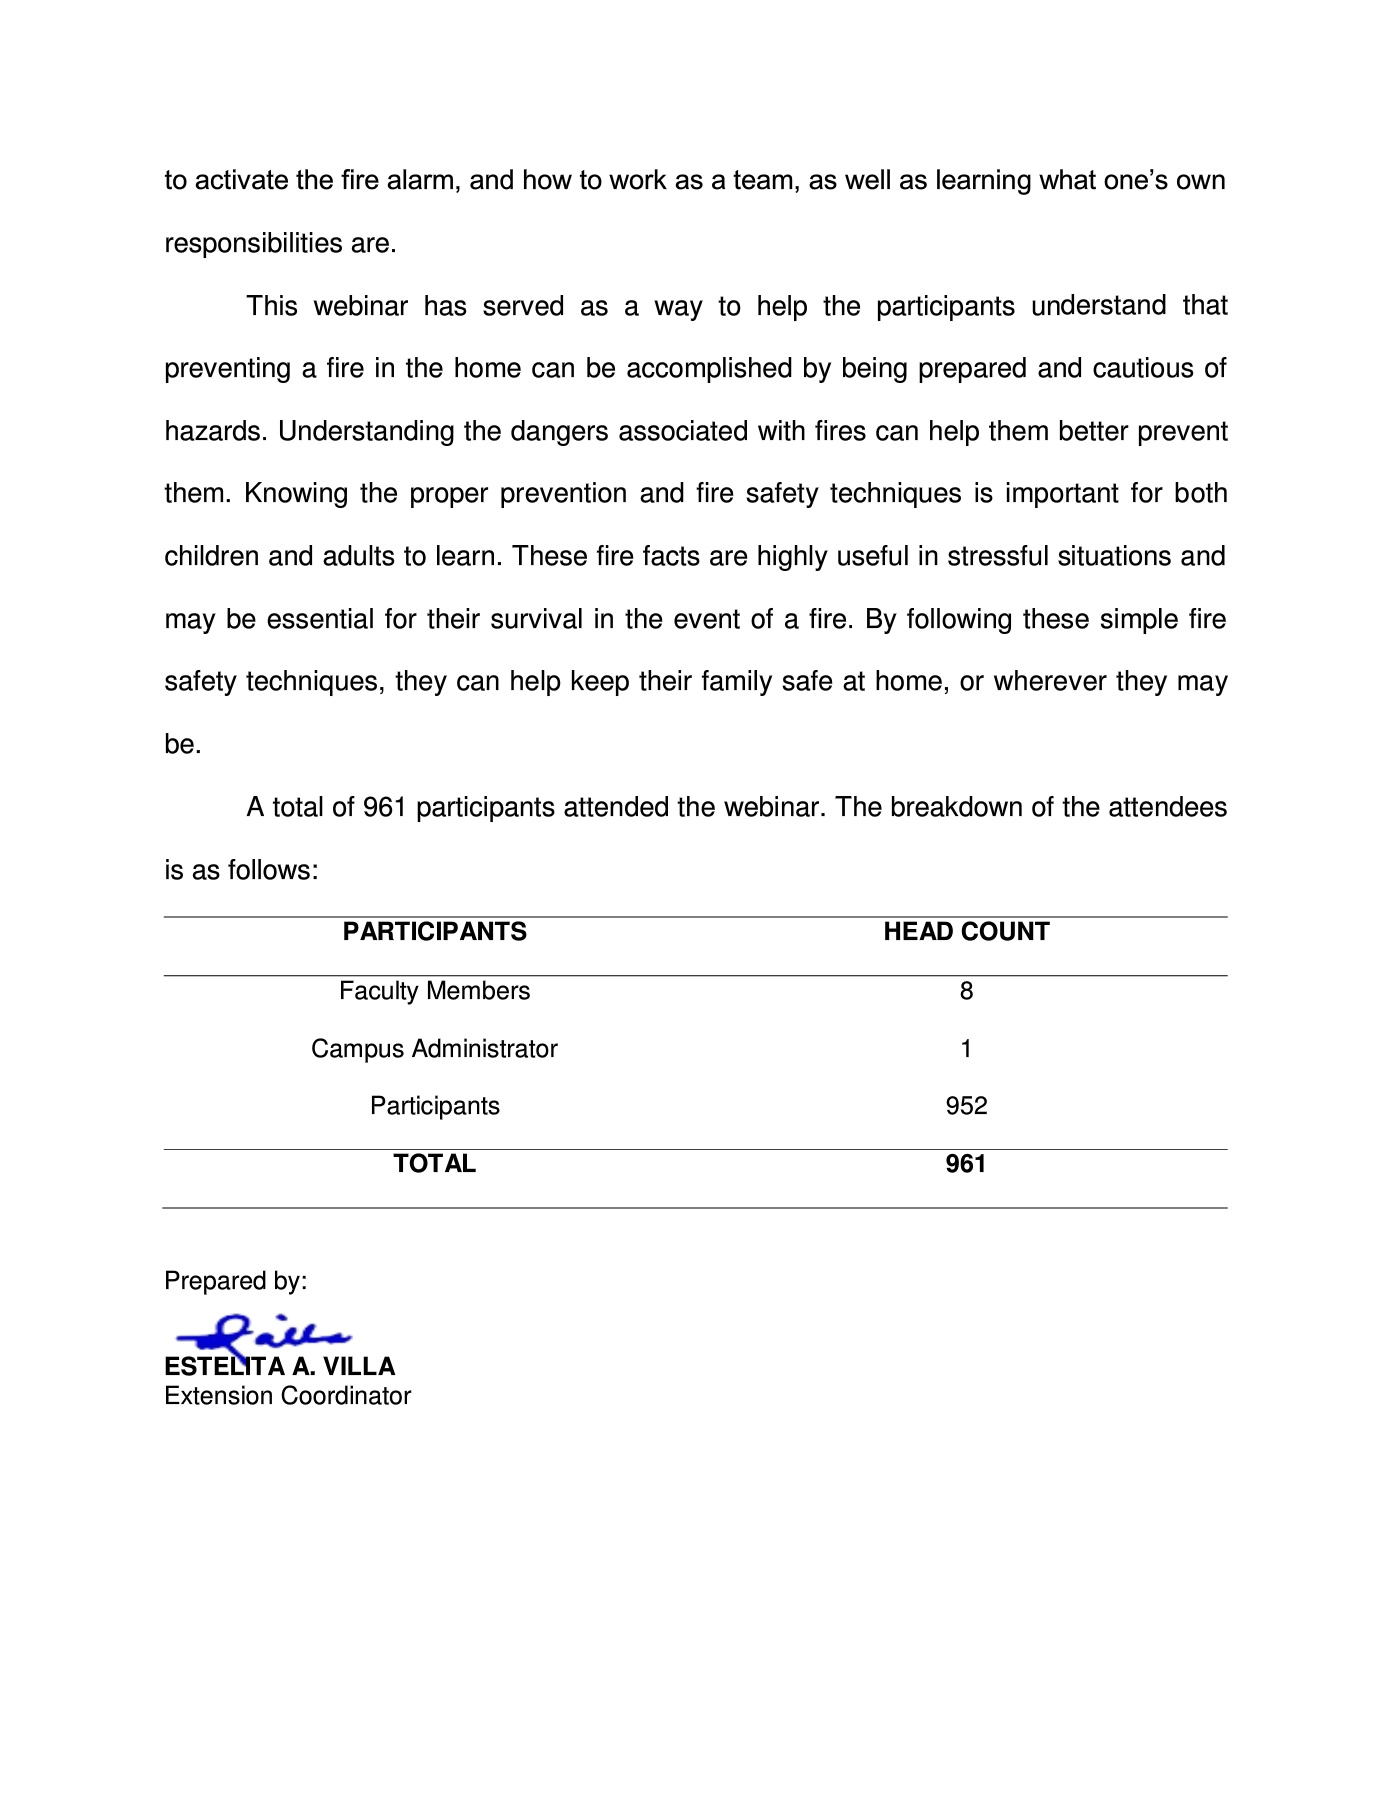 to activate the fire alarm, and how to work as a team, as well as learning what one’s own
responsibilities are.
This webinar has served as a way to help the participants understand that
preventing a fire in the home can be accomplished by being prepared and cautious of
hazards. Understanding the dangers associated with fires can help them better prevent
them. Knowing the proper prevention and fire safety techniques is important for both
children and adults to learn. These fire facts are highly useful in stressful situations and
may be essential for their survival in the event of a fire. By following these simple fire
safety techniques, they can help keep their family safe at home, or wherever they may
be.
A total of 961 participants attended the webinar. The breakdown of the attendees
is as follows:
PARTICIPANTS HEAD COUNT
Faculty Members 8
Campus Administrator 1
Participants 952
TOTAL 961
Prepared by:
ESTELITA A. VILLA
Extension Coordinator